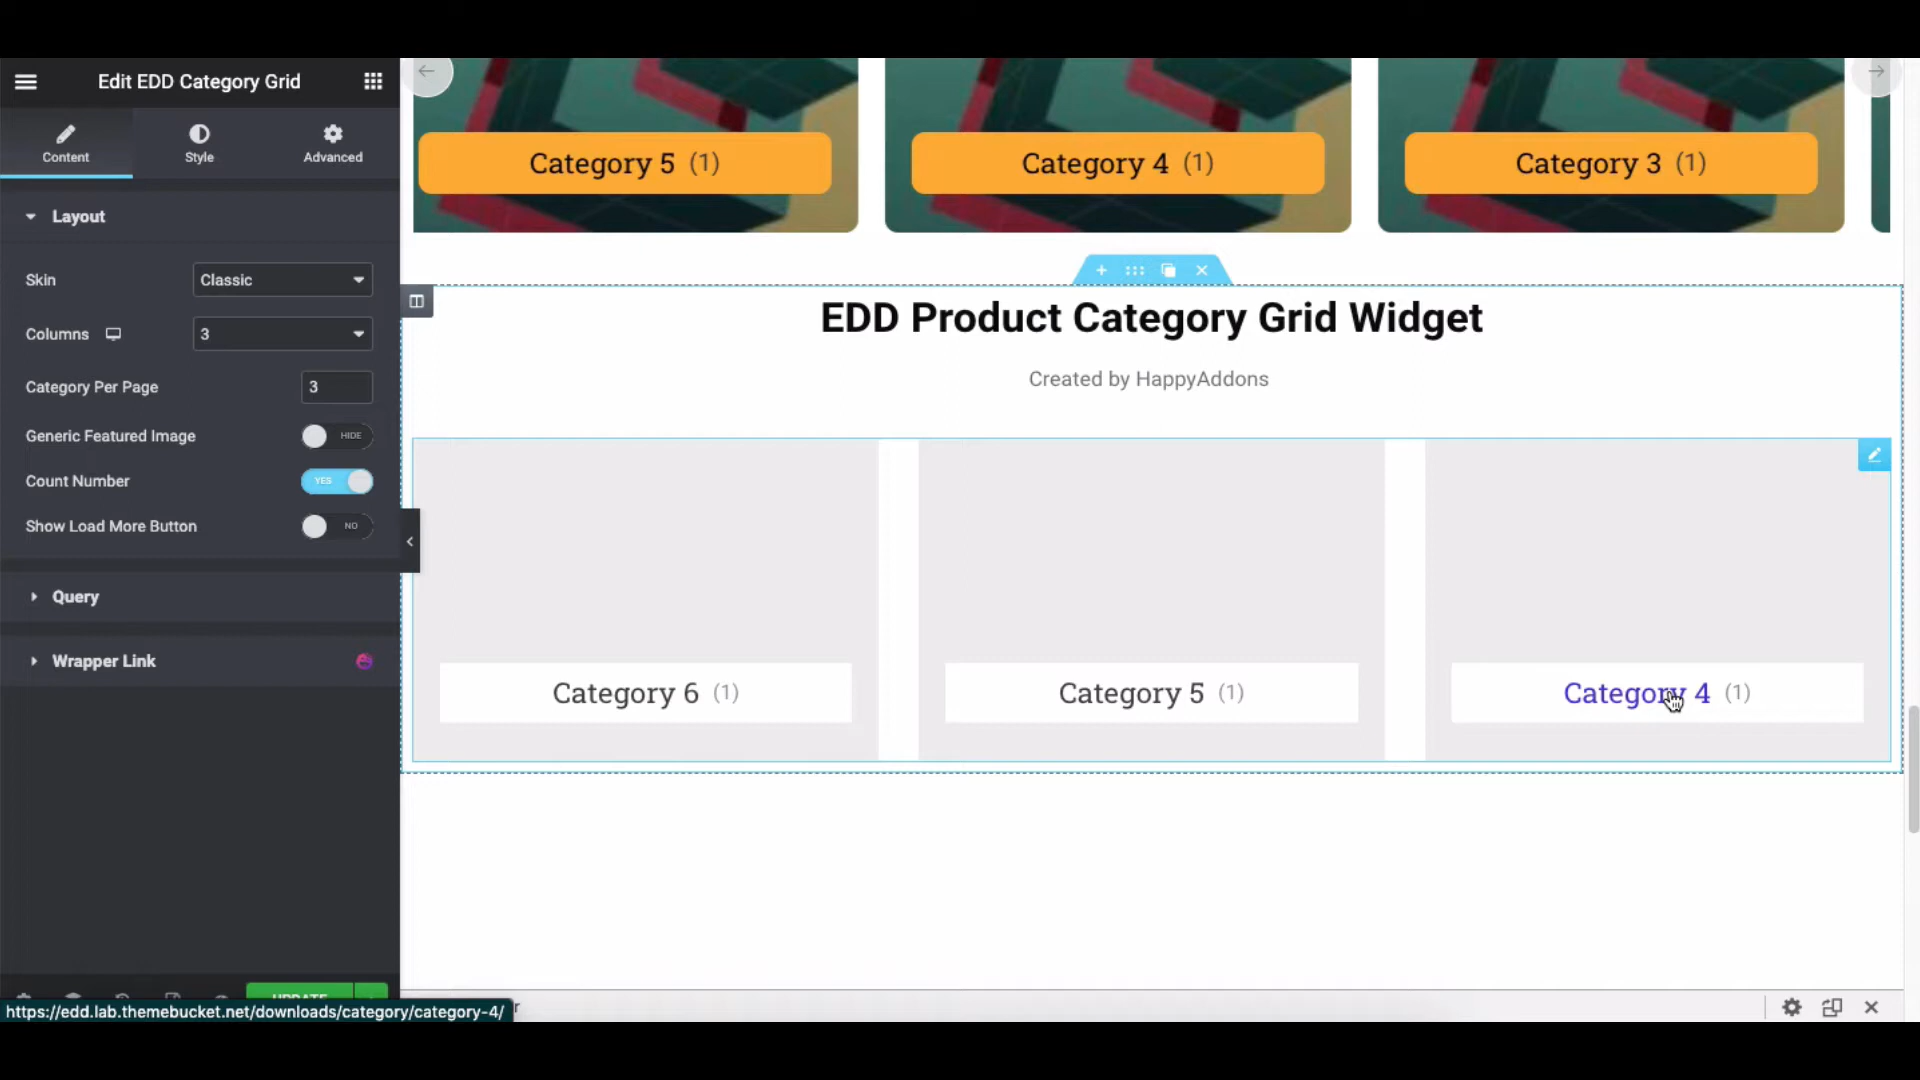 Edit EDD Category Grid
Content
Style
Advanced
Layout
Skin
Classic
Columns
3
Category Per Page
3
Generic Featured Image
HIDE
Count Number
YES
Show Load More Button
NO
Query
Wrapper Link
UPDATE
https://edd.lab.themebucket.net/downloads/category/category-4/
Category 5 (1)
Category 4 (1)
Category 3 (1)
EDD Product Category Grid Widget
Created by HappyAddons
Category 6 (1)
Category 5 (1)
Category 4 (1)